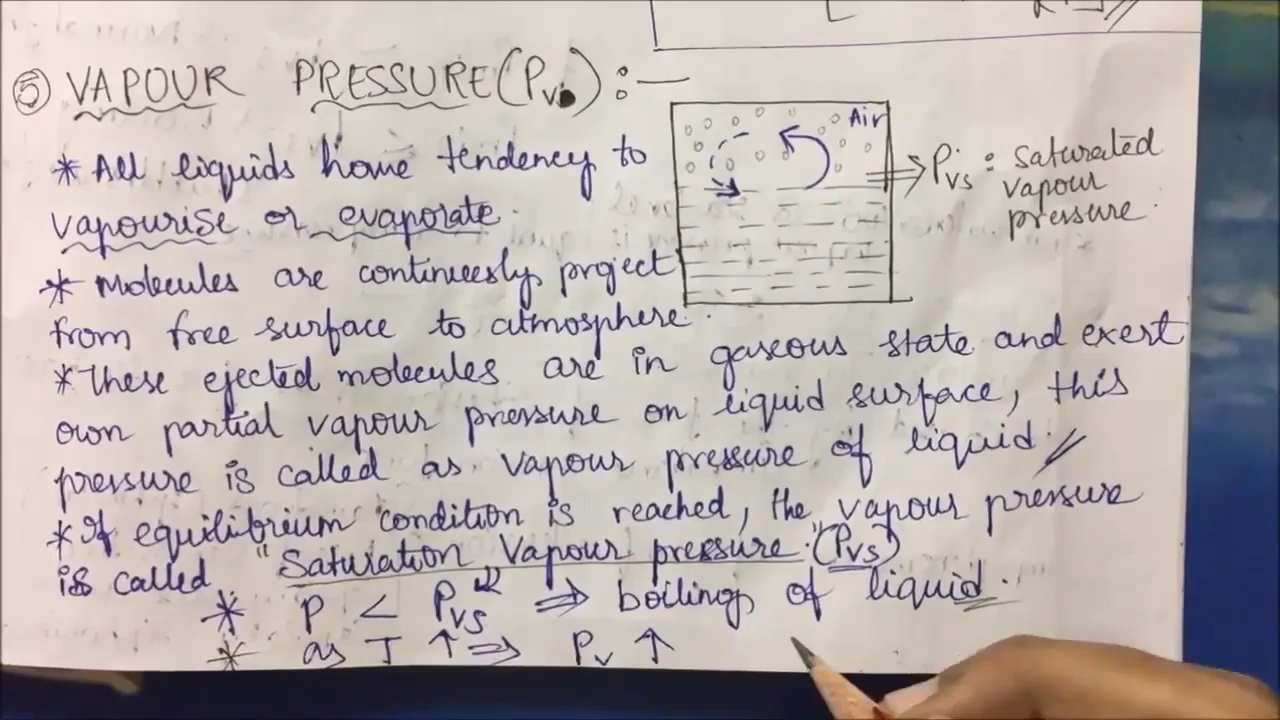 ⑤ VAPOUR PRESSURE (Pv) :—
* All liquids home tendency to
vapourise or evaporate.
* Molecules are continuesly project
from free surface to atmosphere.
* These ejected molecules are in gaseous state and exert
own partial vapour pressure on liquid surface, this
pressure is called as vapour pressure of liquid.
* If equilibrium condition is reached, the vapour pressure
is called "Saturation Vapour pressure." (Pvs)
* P < Pvs ⇒ boiling of liquid.
* as T ↑ ⇒ Pv ↑
Air
⇒ Pvs : saturated
vapour
pressure.